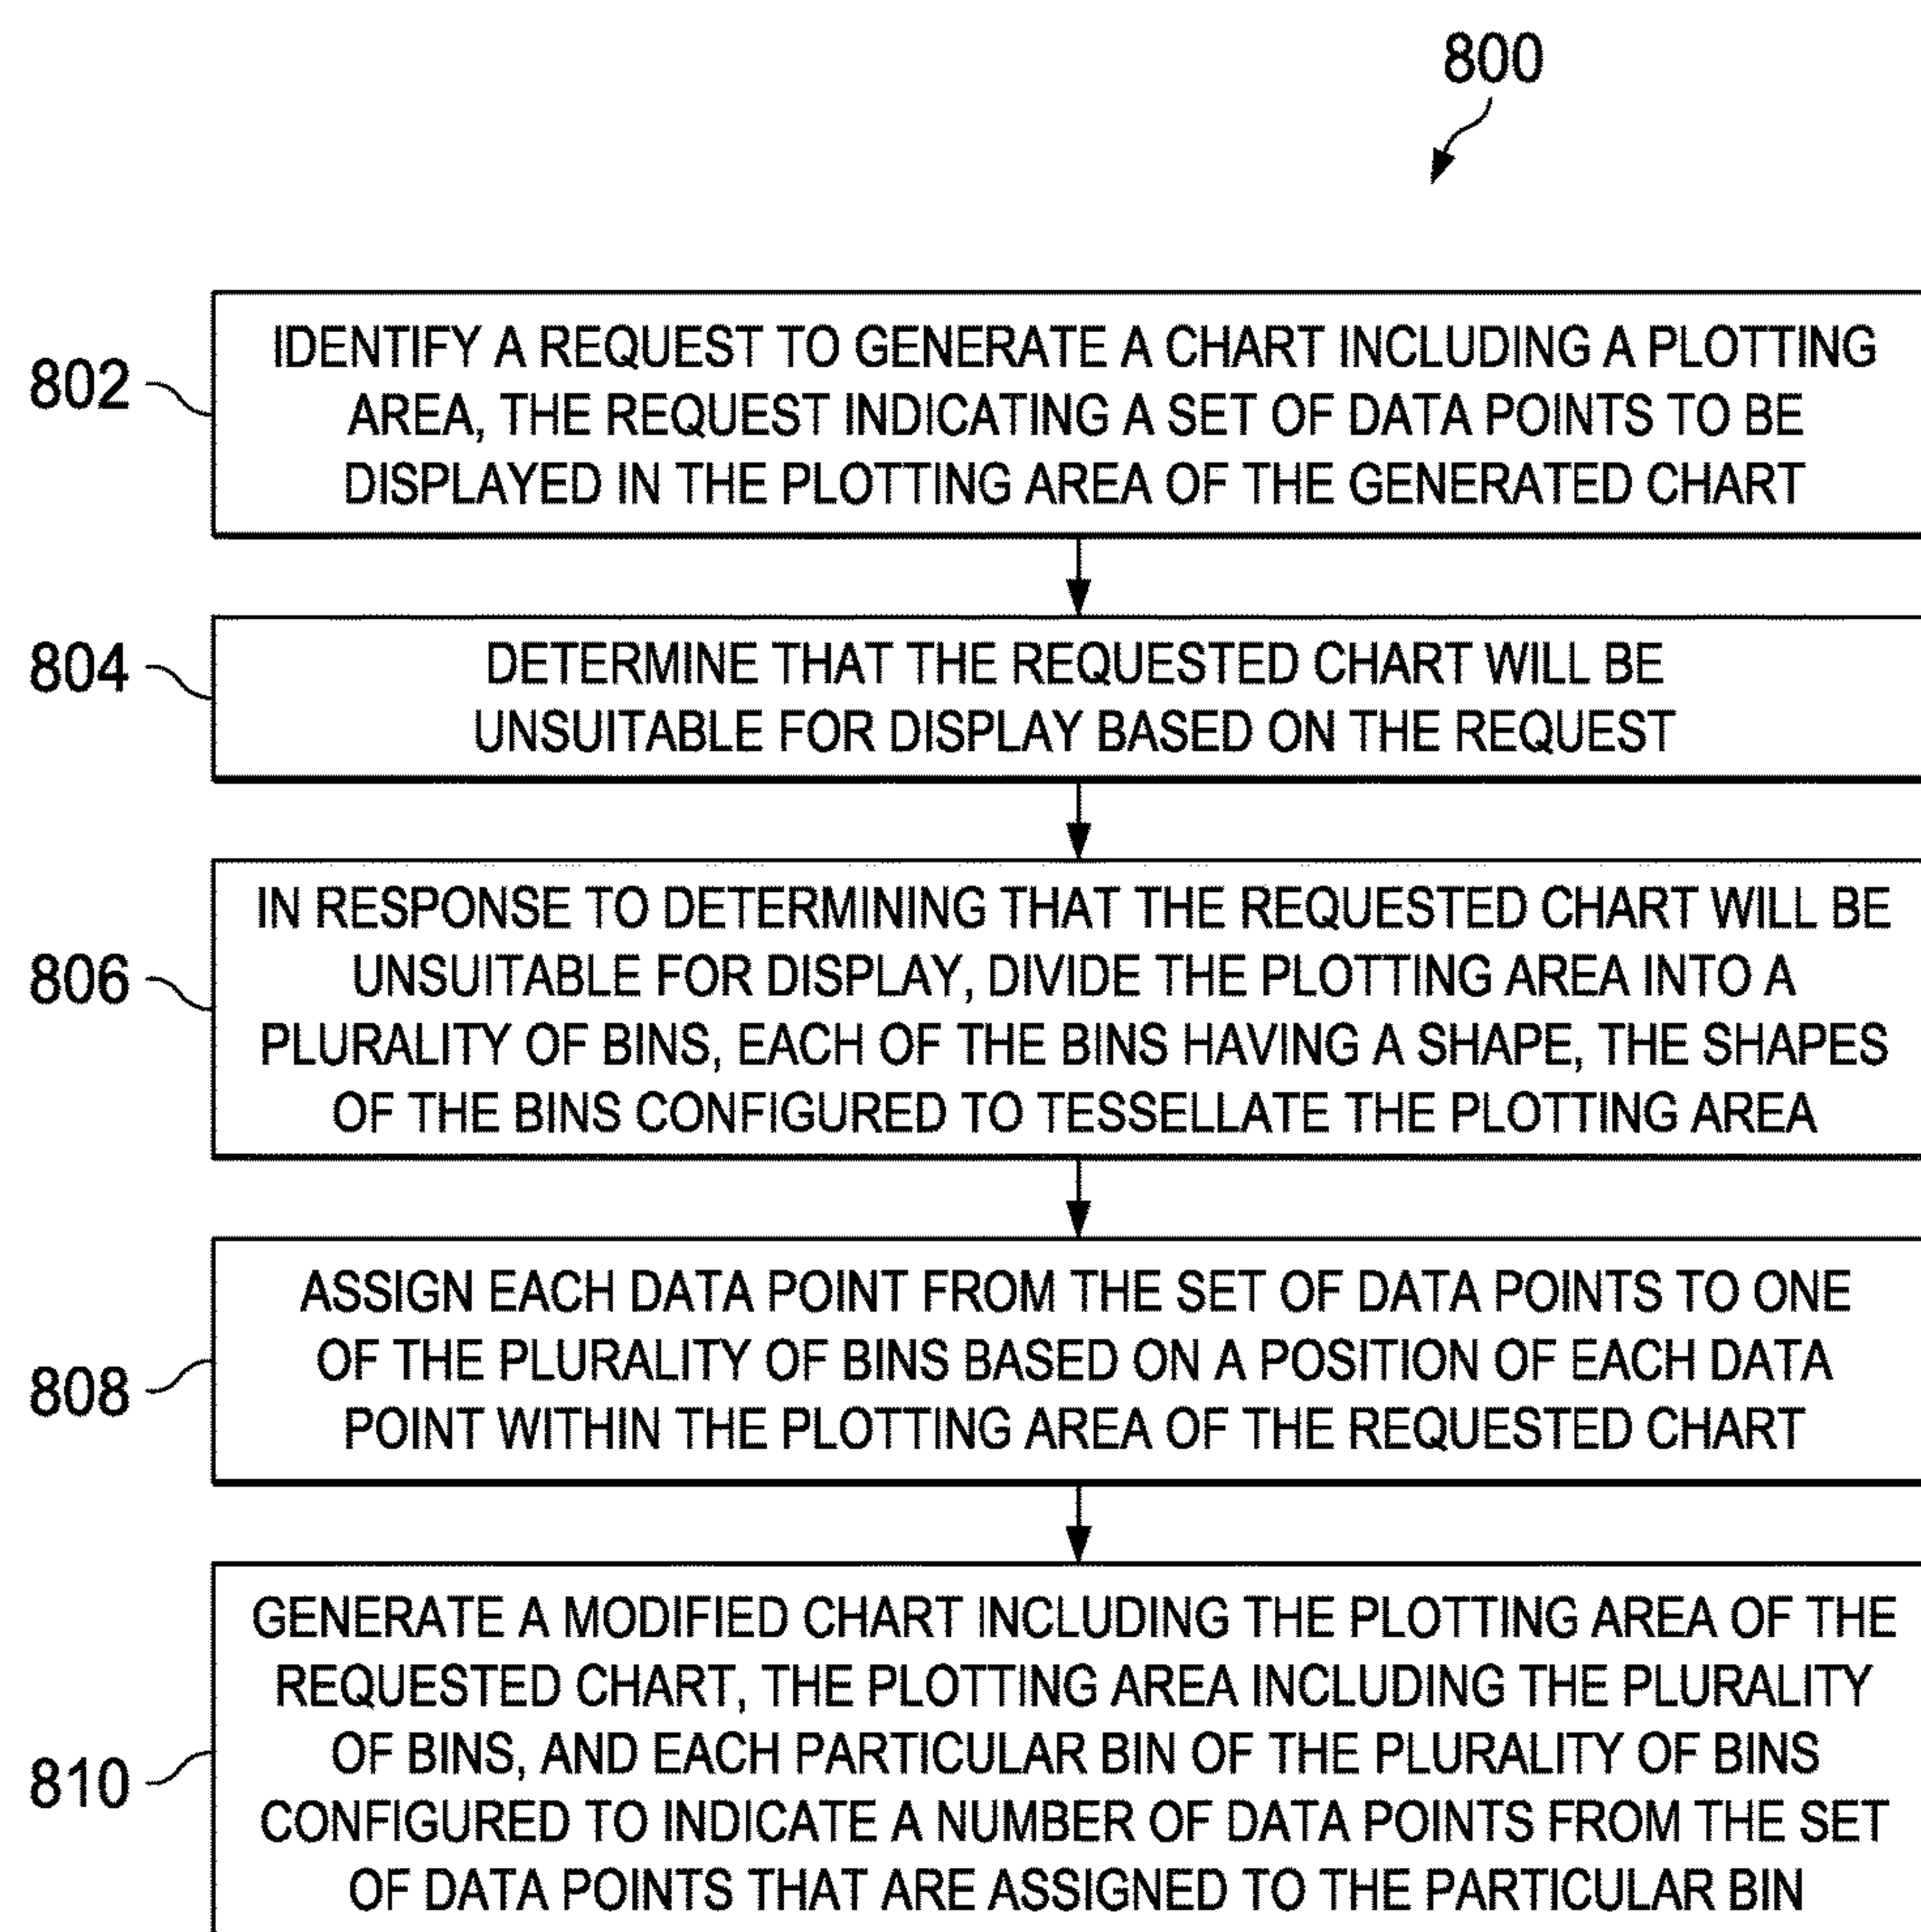 800
802
IDENTIFY A REQUEST TO GENERATE A CHART INCLUDING A PLOTTING
AREA, THE REQUEST INDICATING A SET OF DATA POINTS TO BE
DISPLAYED IN THE PLOTTING AREA OF THE GENERATED CHART
804
DETERMINE THAT THE REQUESTED CHART WILL BE
UNSUITABLE FOR DISPLAY BASED ON THE REQUEST
806
IN RESPONSE TO DETERMINING THAT THE REQUESTED CHART WILL BE
UNSUITABLE FOR DISPLAY, DIVIDE THE PLOTTING AREA INTO A
PLURALITY OF BINS, EACH OF THE BINS HAVING A SHAPE, THE SHAPES
OF THE BINS CONFIGURED TO TESSELLATE THE PLOTTING AREA
808
ASSIGN EACH DATA POINT FROM THE SET OF DATA POINTS TO ONE
OF THE PLURALITY OF BINS BASED ON A POSITION OF EACH DATA
POINT WITHIN THE PLOTTING AREA OF THE REQUESTED CHART
810
GENERATE A MODIFIED CHART INCLUDING THE PLOTTING AREA OF THE
REQUESTED CHART, THE PLOTTING AREA INCLUDING THE PLURALITY
OF BINS, AND EACH PARTICULAR BIN OF THE PLURALITY OF BINS
CONFIGURED TO INDICATE A NUMBER OF DATA POINTS FROM THE SET
OF DATA POINTS THAT ARE ASSIGNED TO THE PARTICULAR BIN